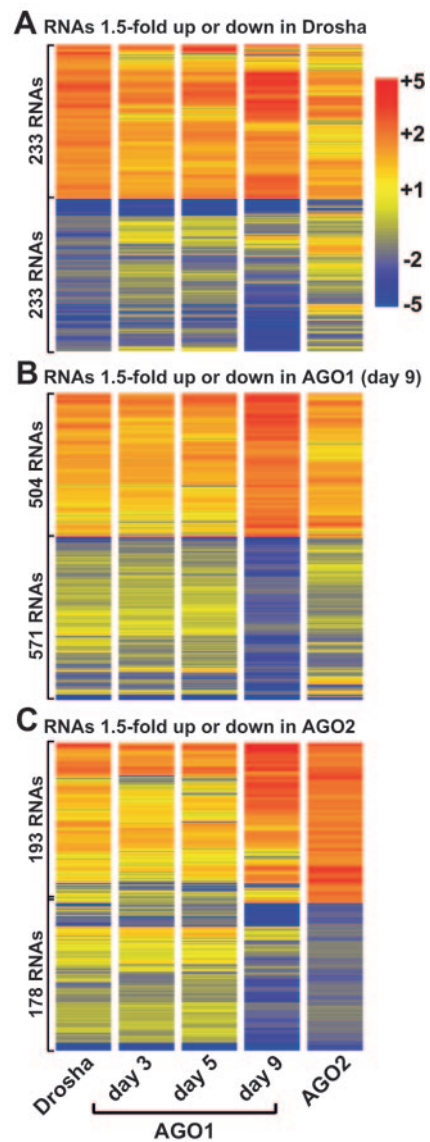 A RNAs 1.5-fold up or down in Drosha
233 RNAs
233 RNAs
+5
+2
+1
-2
-5
B RNAs 1.5-fold up or down in AGO1 (day 9)
504 RNAs
571 RNAs
C RNAs 1.5-fold up or down in AGO2
193 RNAs
178 RNAs
Drosha day 3 day 5 day 9 AGO2
AGO1